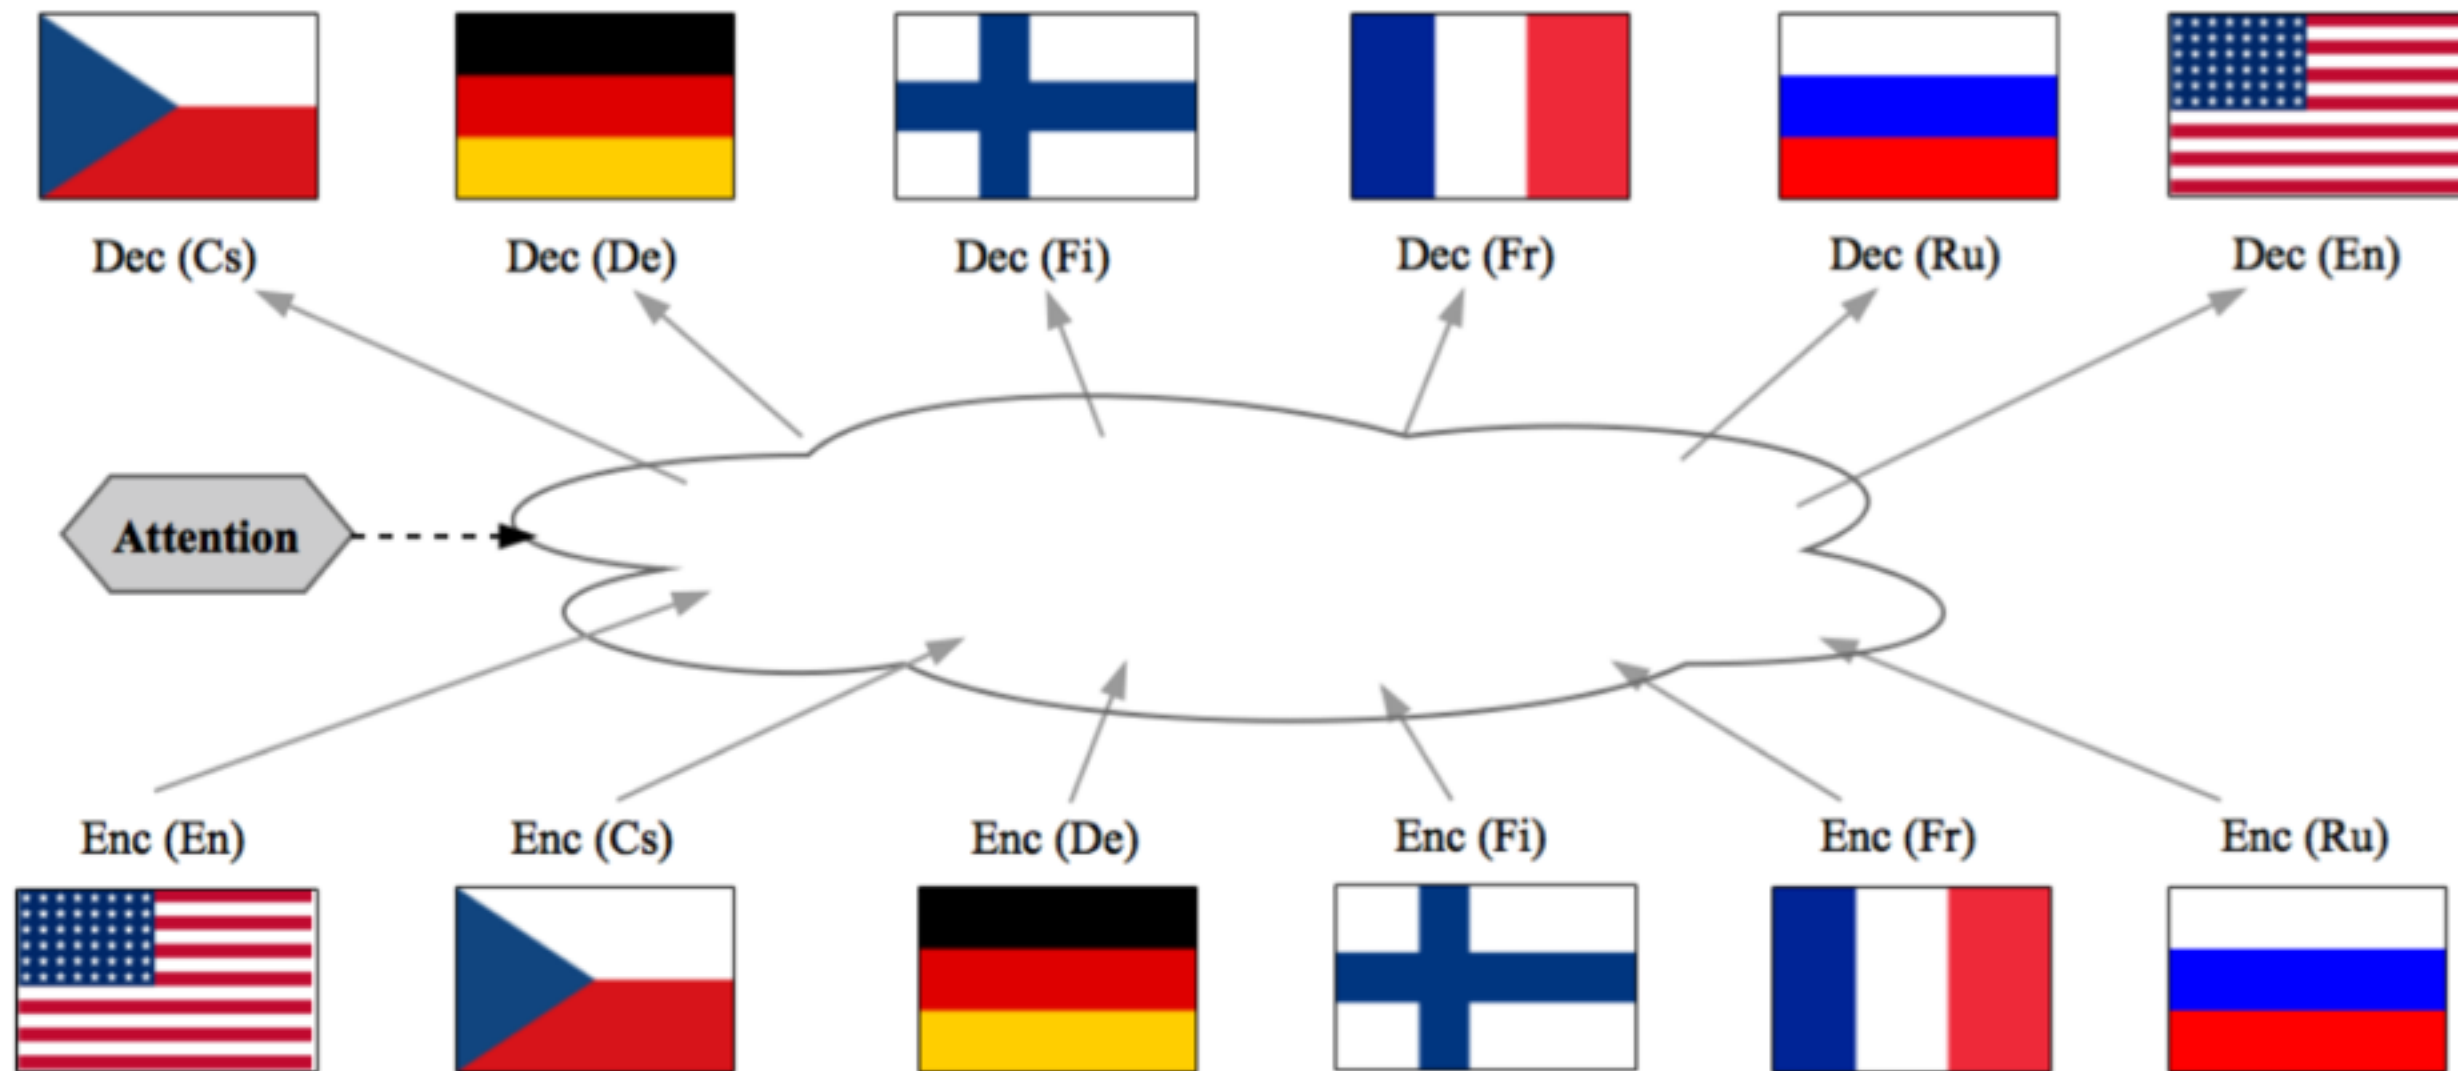 Dec (Cs) Dec (De) Dec (Fi) Dec (Fr) Dec (Ru) Dec (En)
Attention
Enc (En) Enc (Cs) Enc (De) Enc (Fi) Enc (Fr) Enc (Ru)